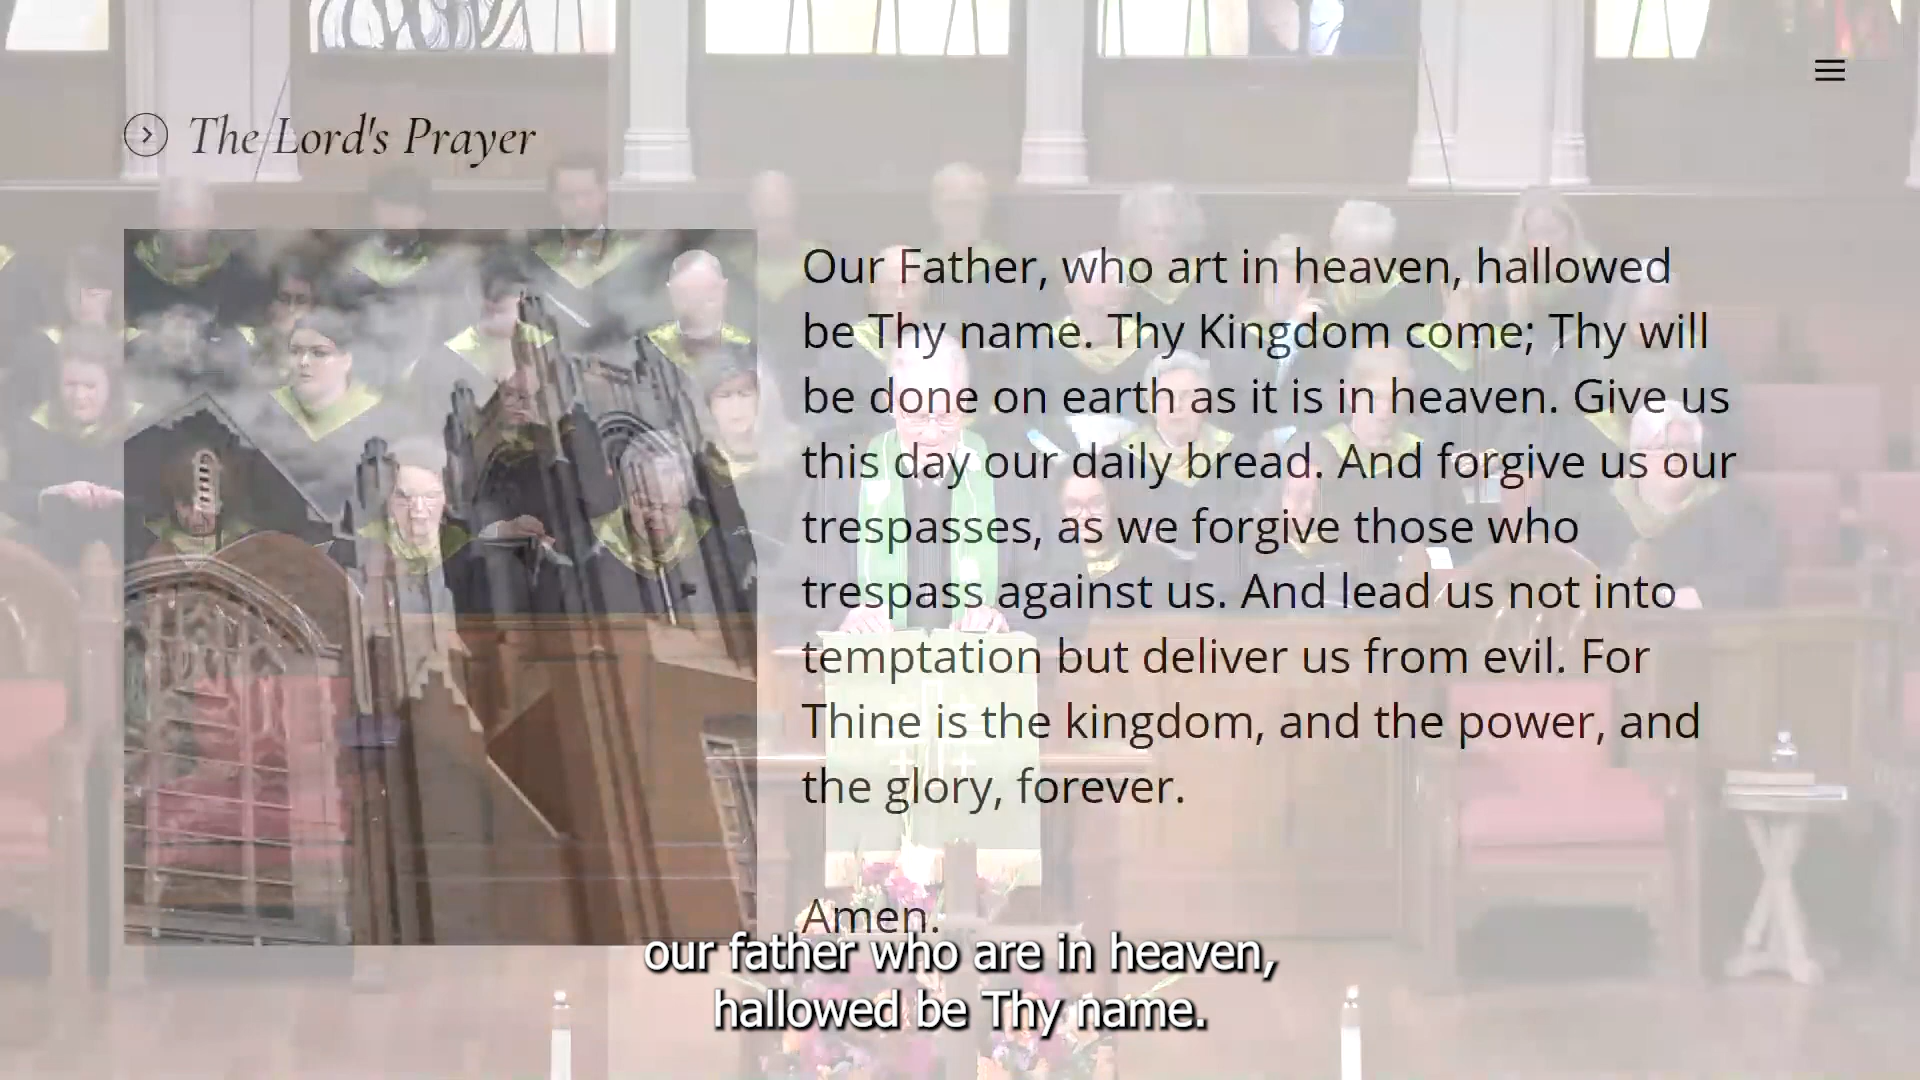 The Lord's Prayer
Our Father, who art in heaven, hallowed
be Thy name. Thy Kingdom come; Thy will
be done on earth as it is in heaven. Give us
this day our daily bread. And forgive us our
trespasses, as we forgive those who
trespass against us. And lead us not into
temptation but deliver us from evil. For
Thine is the kingdom, and the power, and
the glory, forever.
Amen.
our father who are in heaven,
hallowed be Thy name.